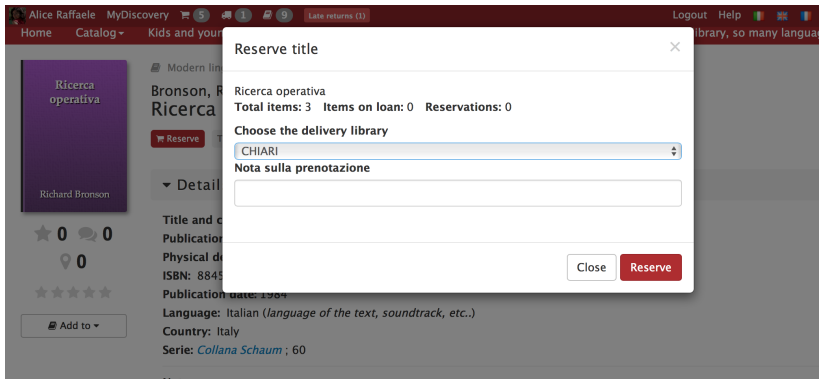 Alice Raffaele MyDiscovery 5 1 9 Late returns (1) Logout Help
Home Catalog Kids and your ibrary, so many langua
Reserve title ×
Modern lin
Ricerca operativa
Bronson, R
Ricerca operativa
Total items: 3 Items on loan: 0 Reservations: 0
Ricerca
Reserve T
Choose the delivery library
CHIARI
Nota sulla prenotazione
Richard Bronson
Detail
Title and c
0 0
Publication
Physical de
0
ISBN: 8845
Close Reserve
Publication date: 1984
Language: Italian (language of the text, soundtrack, etc..)
Add to
Country: Italy
Serie: Collana Schaum ; 60